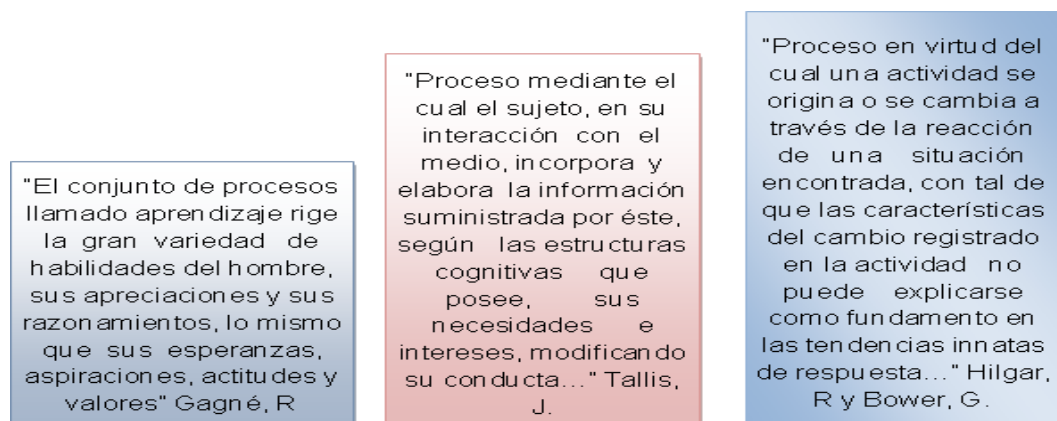 "El conjunto de procesos
llamado aprendizaje rige
la gran variedad de
habilidades del hombre,
sus apreciaciones y sus
razonamientos, lo mismo
que sus esperanzas,
aspiraciones, actitudes y
valores" Gagné, R
"Proceso mediante el
cual el sujeto, en su
interacción con el
medio, incorpora y
elabora la información
suministrada por éste,
según las estructuras
cognitivas que
posee, sus
necesidades e
intereses, modificando
su conducta..." Tallis,
J.
"Proceso en virtud del
cual una actividad se
origina o se cambia a
través de la reacción
de una situación
encontrada, con tal de
que las características
del cambio registrado
en la actividad no
puede explicarse
como fundamento en
las tendencias innatas
de respuesta..." Hilgar,
R y Bower, G.